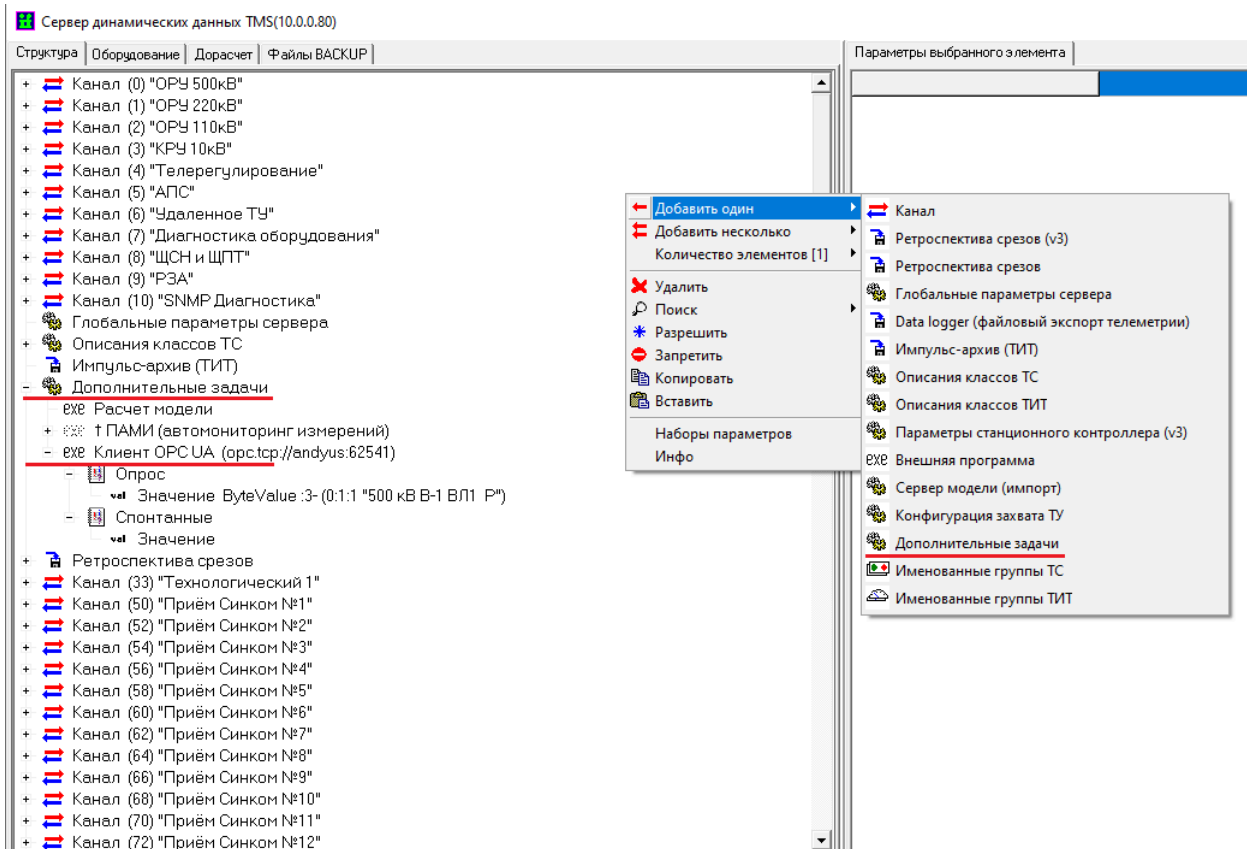 Сервер динамических данных TMS(10.0.0.80)
Структура Оборудование Дорасчет Файлы BACKUP
Параметры выбранного элемента
+ Канал (0) "ОРУ 500кВ"
+ Канал (1) "ОРУ 220кВ"
+ Канал (2) "ОРУ 110кВ"
+ Канал (3) "КРУ 10кВ"
+ Канал (4) "Телерегулирование"
+ Канал (5) "АПС"
+ Канал (6) "Удаленное ТУ"
+ Канал (7) "Диагностика оборудования"
+ Канал (8) "ЩСН и ЩПТ"
+ Канал (9) "РЗА"
+ Канал (10) "SNMP Диагностика"
Глобальные параметры сервера
+ Описания классов ТС
Импульс-архив (ТИТ)
- Дополнительные задачи
exe Расчет модели
+ exe † ПАМИ (автомониторинг измерений)
- exe Клиент OPC UA (opc.tcp://andyus:62541)
- Опрос
val Значение ByteValue :3- (0:1:1 "500 кВ В-1 ВЛ1 P")
- Спонтанные
val Значение
+ Ретроспектива срезов
+ Канал (33) "Технологический 1"
+ Канал (50) "Приём Синком №1"
+ Канал (52) "Приём Синком №2"
+ Канал (54) "Приём Синком №3"
+ Канал (56) "Приём Синком №4"
+ Канал (58) "Приём Синком №5"
+ Канал (60) "Приём Синком №6"
+ Канал (62) "Приём Синком №7"
+ Канал (64) "Приём Синком №8"
+ Канал (66) "Приём Синком №9"
+ Канал (68) "Приём Синком №10"
+ Канал (70) "Приём Синком №11"
+ Канал (72) "Приём Синком №12"
Добавить один
Добавить несколько
Количество элементов [1]
Удалить
Поиск
Разрешить
Запретить
Копировать
Вставить
Наборы параметров
Инфо
Канал
Ретроспектива срезов (v3)
Ретроспектива срезов
Глобальные параметры сервера
Data logger (файловый экспорт телеметрии)
Импульс-архив (ТИТ)
Описания классов ТС
Описания классов ТИТ
Параметры станционного контроллера (v3)
exe Внешняя программа
Сервер модели (импорт)
Конфигурация захвата ТУ
Дополнительные задачи
Именованные группы ТС
Именованные группы ТИТ